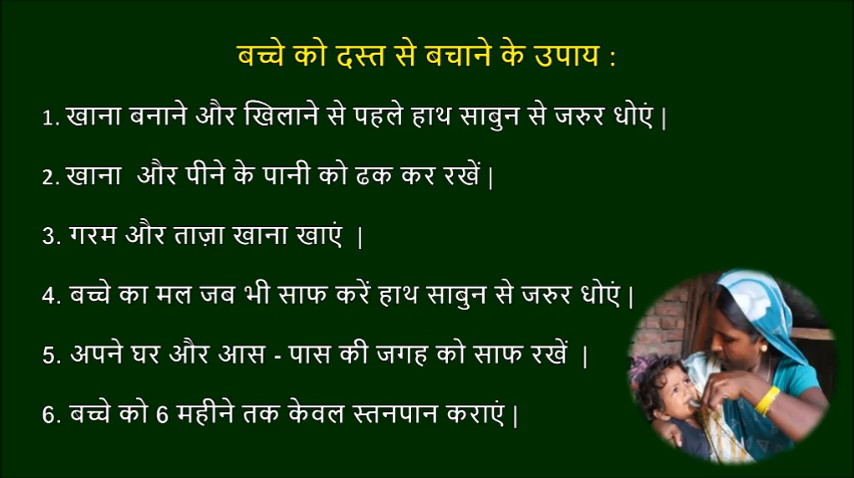 बच्चे को दस्त से बचाने के उपाय :
1. खाना बनाने और खिलाने से पहले हाथ साबुन से जरुर धोएं |
2. खाना और पीने के पानी को ढक कर रखें |
3. गरम और ताज़ा खाना खाएं |
4. बच्चे का मल जब भी साफ करें हाथ साबुन से जरुर धोएं |
5. अपने घर और आस - पास की जगह को साफ रखें |
6. बच्चे को 6 महीने तक केवल स्तनपान कराएं |